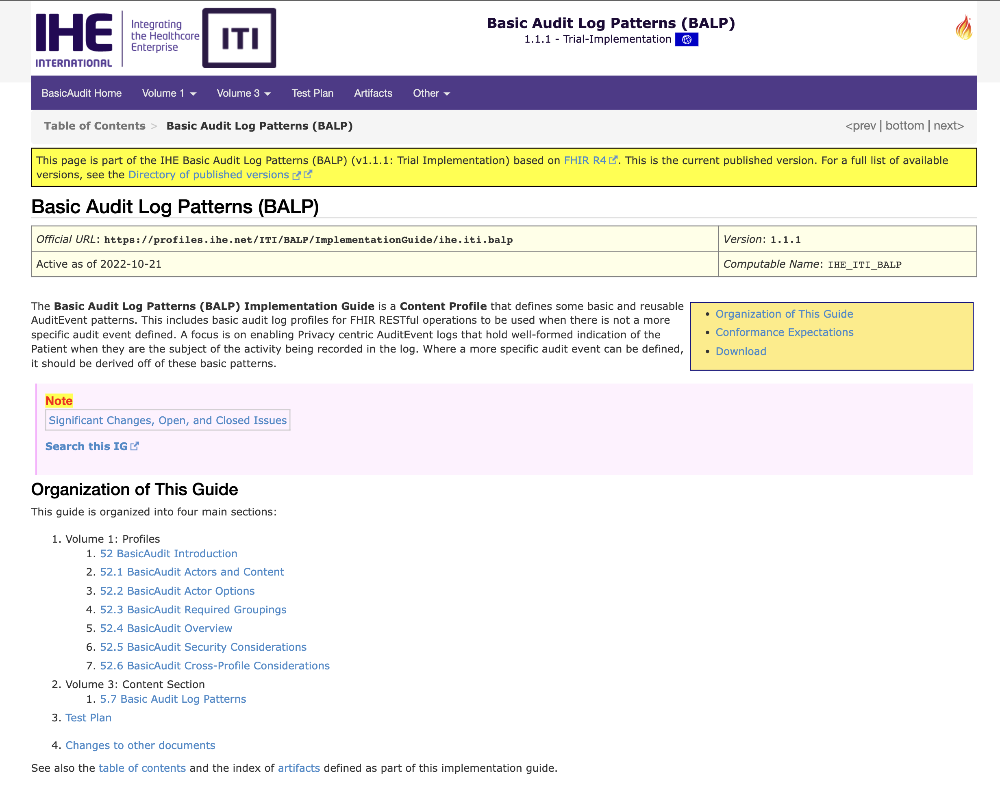 IHE
INTERNATIONAL
Integrating
the Healthcare
Enterprise
ITI
Basic Audit Log Patterns (BALP)
1.1.1 - Trial-Implementation
BasicAudit Home Volume 1 Volume 3 Test Plan Artifacts Other
Table of Contents > Basic Audit Log Patterns (BALP)
<prev | bottom | next>
This page is part of the IHE Basic Audit Log Patterns (BALP) (v1.1.1: Trial Implementation) based on FHIR R4. This is the current published version. For a full list of available
versions, see the Directory of published versions
Basic Audit Log Patterns (BALP)
Official URL: https://profiles.ihe.net/ITI/BALP/ImplementationGuide/ihe.iti.balp Version: 1.1.1
Active as of 2022-10-21 Computable Name: IHE_ITI_BALP
The Basic Audit Log Patterns (BALP) Implementation Guide is a Content Profile that defines some basic and reusable
AuditEvent patterns. This includes basic audit log profiles for FHIR RESTful operations to be used when there is not a more
specific audit event defined. A focus is on enabling Privacy centric AuditEvent logs that hold well-formed indication of the
Patient when they are the subject of the activity being recorded in the log. Where a more specific audit event can be defined,
it should be derived off of these basic patterns.
• Organization of This Guide
• Conformance Expectations
• Download
Note
Significant Changes, Open, and Closed Issues
Search this IG
Organization of This Guide
This guide is organized into four main sections:
1. Volume 1: Profiles
1. 52 BasicAudit Introduction
2. 52.1 BasicAudit Actors and Content
3. 52.2 BasicAudit Actor Options
4. 52.3 BasicAudit Required Groupings
5. 52.4 BasicAudit Overview
6. 52.5 BasicAudit Security Considerations
7. 52.6 BasicAudit Cross-Profile Considerations
2. Volume 3: Content Section
1. 5.7 Basic Audit Log Patterns
3. Test Plan
4. Changes to other documents
See also the table of contents and the index of artifacts defined as part of this implementation guide.